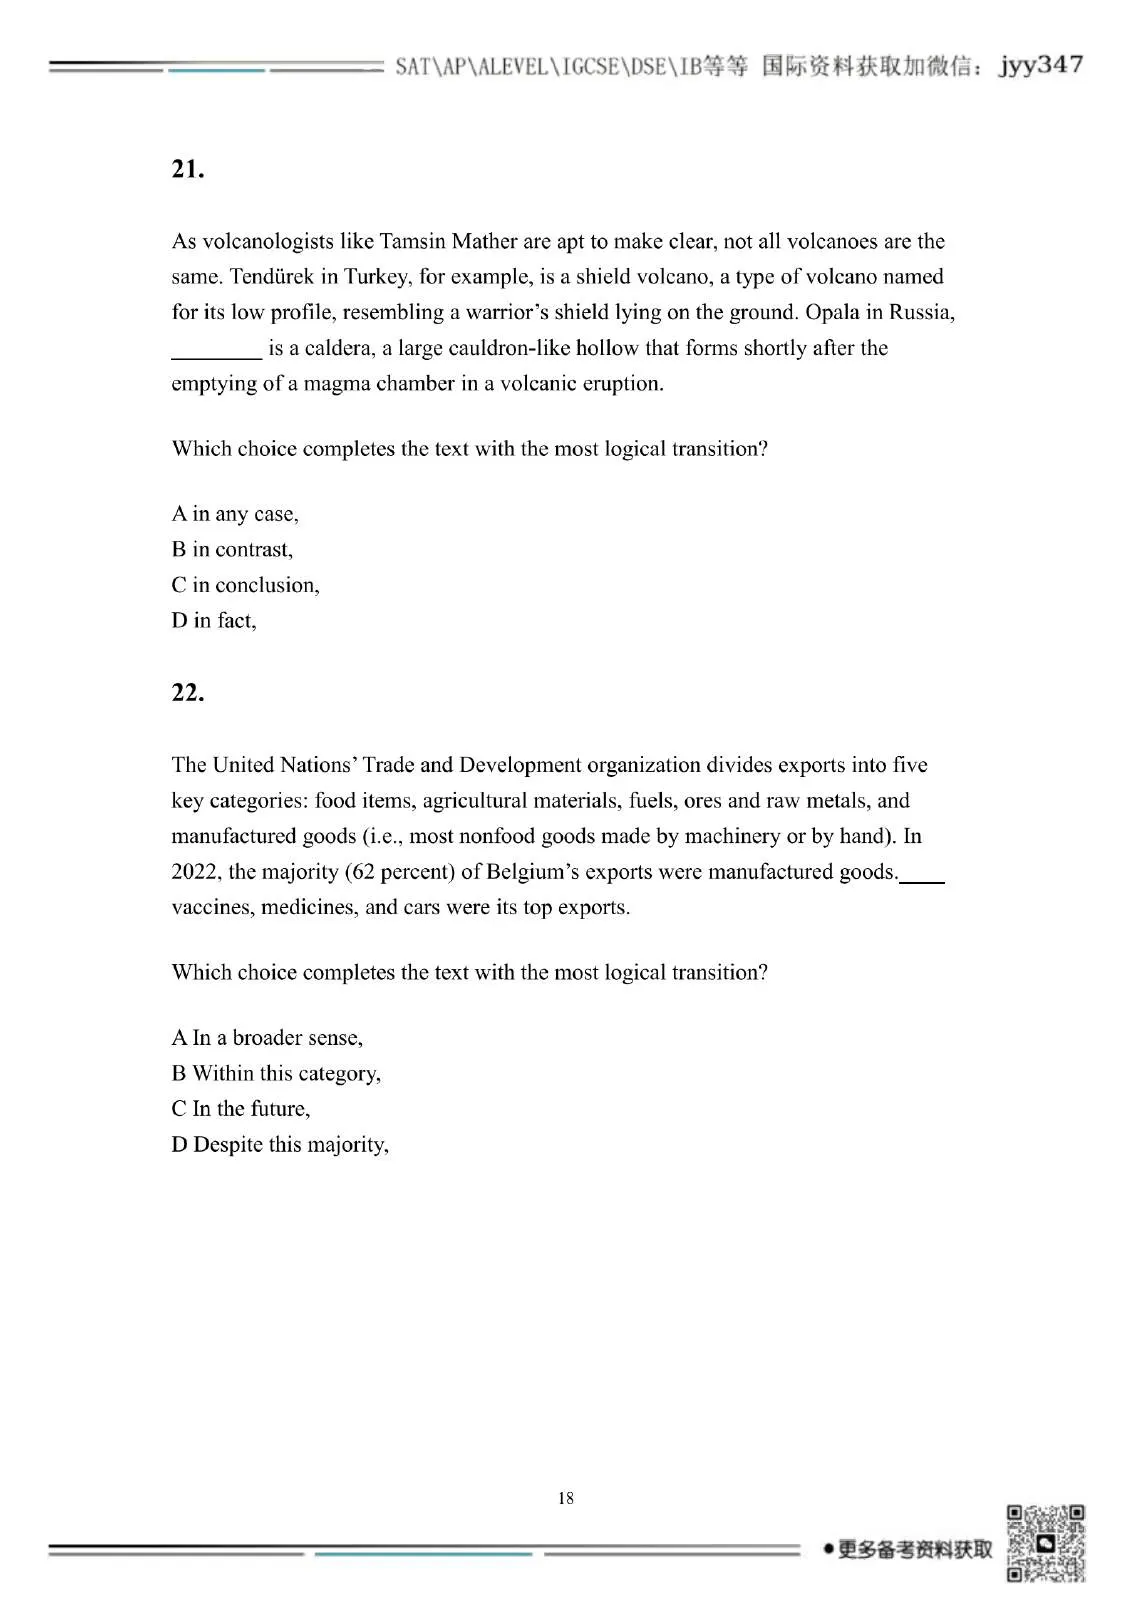 SAT\AP\ALEVEL\IGCSE\DSE\IB等等 国际资料获取加微信: jyy347
21.
As volcanologists like Tamsin Mather are apt to make clear, not all volcanoes are the
same. Tendürek in Turkey, for example, is a shield volcano, a type of volcano named
for its low profile, resembling a warrior's shield lying on the ground. Opala in Russia,
__________ is a caldera, a large cauldron-like hollow that forms shortly after the
emptying of a magma chamber in a volcanic eruption.
Which choice completes the text with the most logical transition?
A in any case,
B in contrast,
C in conclusion,
D in fact,
22.
The United Nations' Trade and Development organization divides exports into five
key categories: food items, agricultural materials, fuels, ores and raw metals, and
manufactured goods (i.e., most nonfood goods made by machinery or by hand). In
2022, the majority (62 percent) of Belgium's exports were manufactured goods.____
vaccines, medicines, and cars were its top exports.
Which choice completes the text with the most logical transition?
A In a broader sense,
B Within this category,
C In the future,
D Despite this majority,
18
●更多备考资料获取